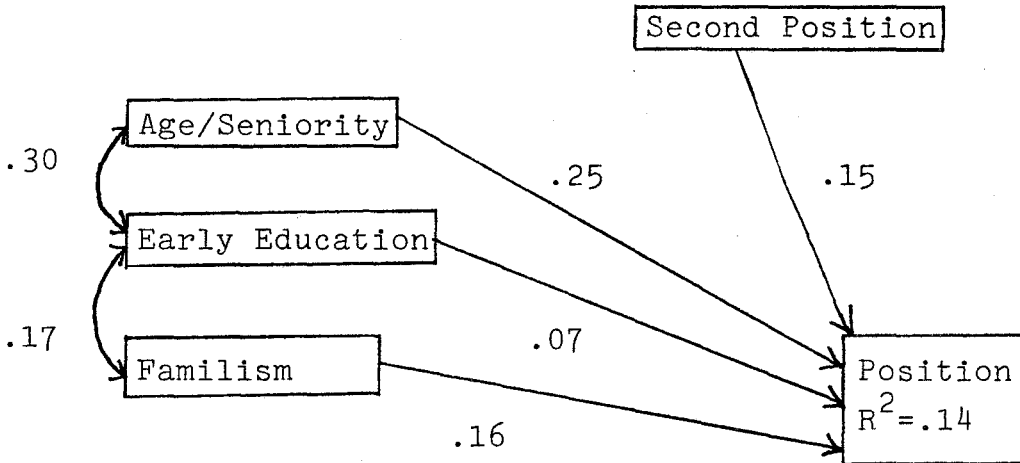 Second Position
Age/Seniority
.30
.25
.15
Early Education
.17
.07
Familism
Position
R²=.14
.16